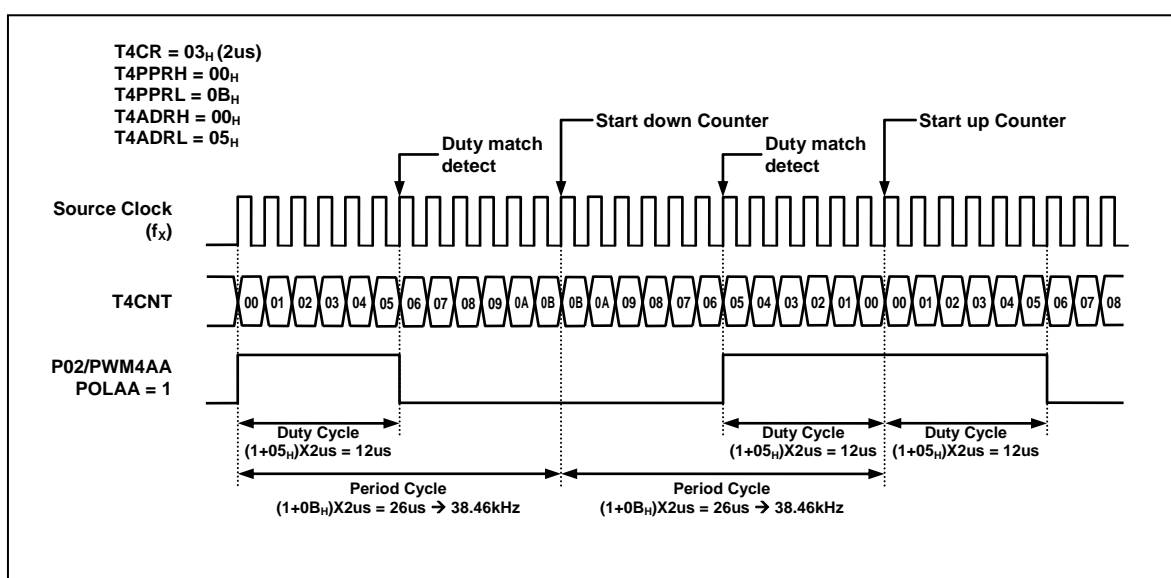 T4CR = 03H (2us)
T4PPRH = 00H
T4PPRL = 0BH
T4ADRH = 00H
T4ADRL = 05H
Duty match
detect
Start down Counter
Duty match
detect
Start up Counter
Source Clock
(fX)
T4CNT
00 01 02 03 04 05 06 07 08 09 0A 0B 0B 0A 09 08 07 06 05 04 03 02 01 00 00 01 02 03 04 05 06 07 08
P02/PWM4AA
POLAA = 1
Duty Cycle
(1+05H)X2us = 12us
Duty Cycle
(1+05H)X2us = 12us
Duty Cycle
(1+05H)X2us = 12us
Period Cycle
(1+0BH)X2us = 26us → 38.46kHz
Period Cycle
(1+0BH)X2us = 26us → 38.46kHz